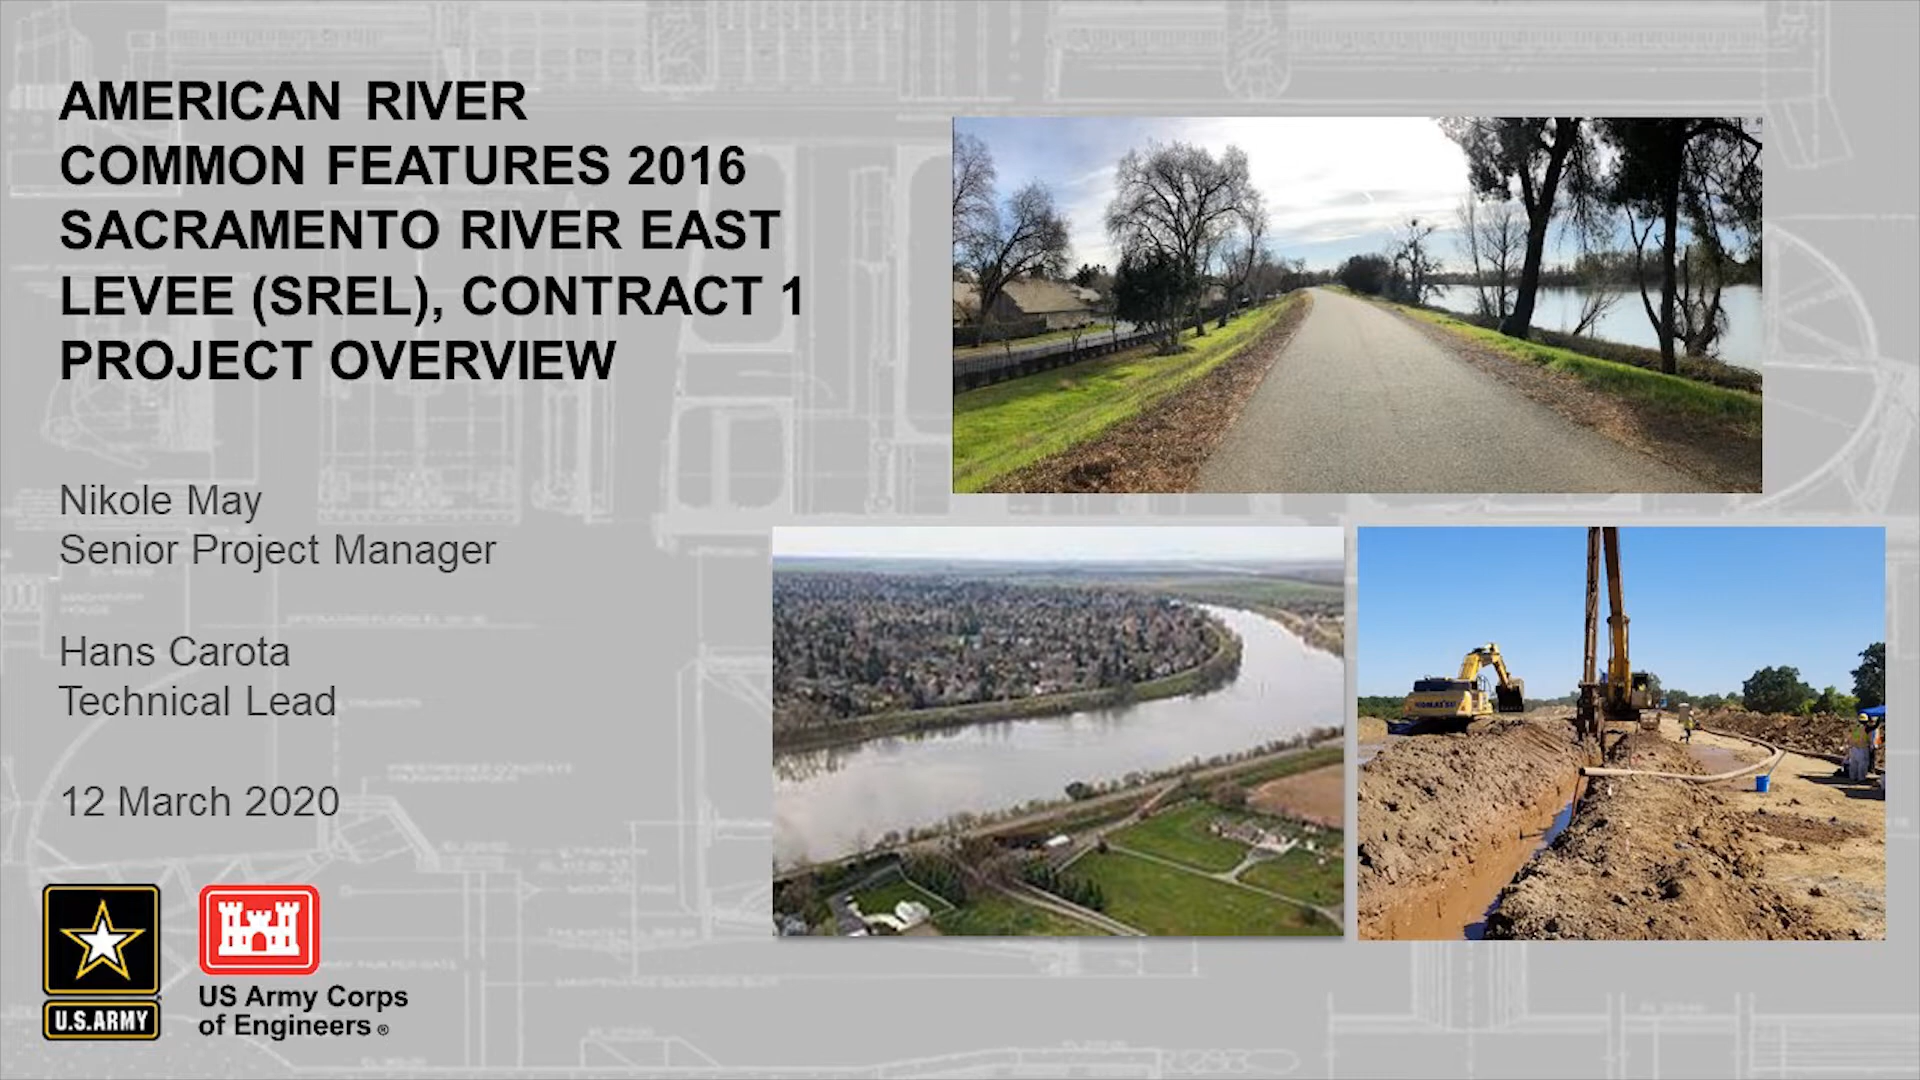 AMERICAN RIVER
COMMON FEATURES 2016
SACRAMENTO RIVER EAST
LEVEE (SREL), CONTRACT 1
PROJECT OVERVIEW
Nikole May
Senior Project Manager
Hans Carota
Technical Lead
12 March 2020
U.S.ARMY
US Army Corps
of Engineers ®
KOMATSU